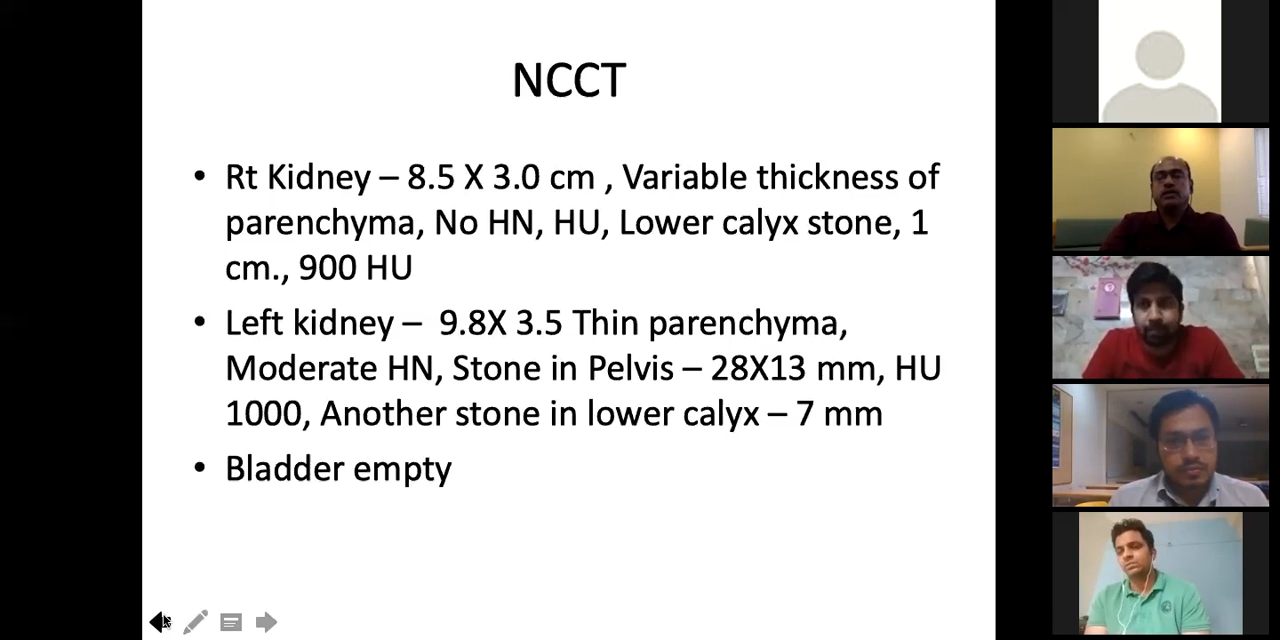 NCCT
• Rt Kidney – 8.5 X 3.0 cm , Variable thickness of
parenchyma, No HN, HU, Lower calyx stone, 1
cm., 900 HU
• Left kidney –  9.8X 3.5 Thin parenchyma,
Moderate HN, Stone in Pelvis – 28X13 mm, HU
1000, Another stone in lower calyx – 7 mm
• Bladder empty